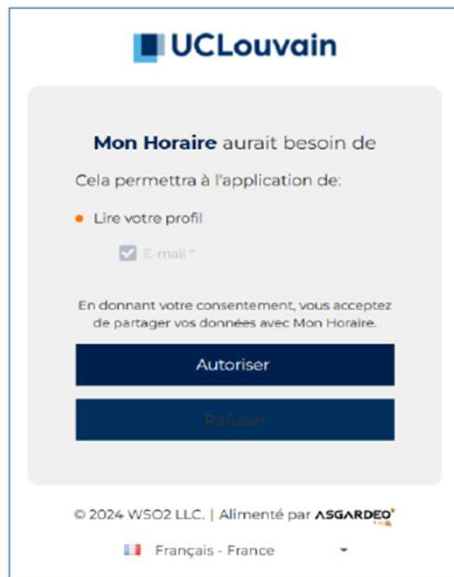 UCLouvain
Mon Horaire aurait besoin de
Cela permettra à l'application de:
Lire votre profil
E-mail *
En donnant votre consentement, vous acceptez
de partager vos données avec Mon Horaire.
Autoriser
Refuser
© 2024 WSO2 LLC. | Alimenté par ASGARDEO
Français - France